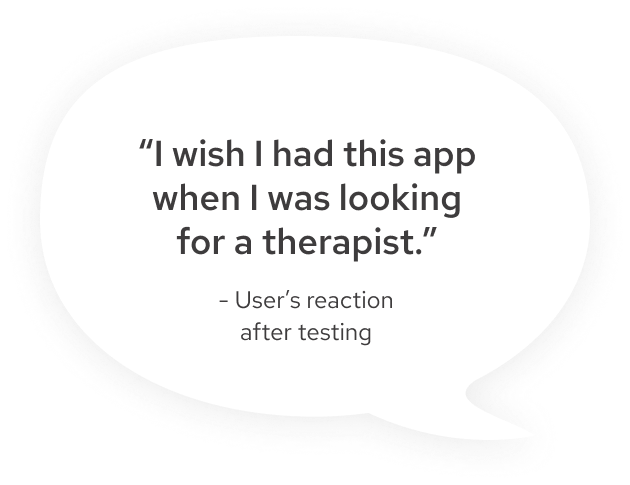 “I wish I had this app
when I was looking
for a therapist.”
- User’s reaction
after testing